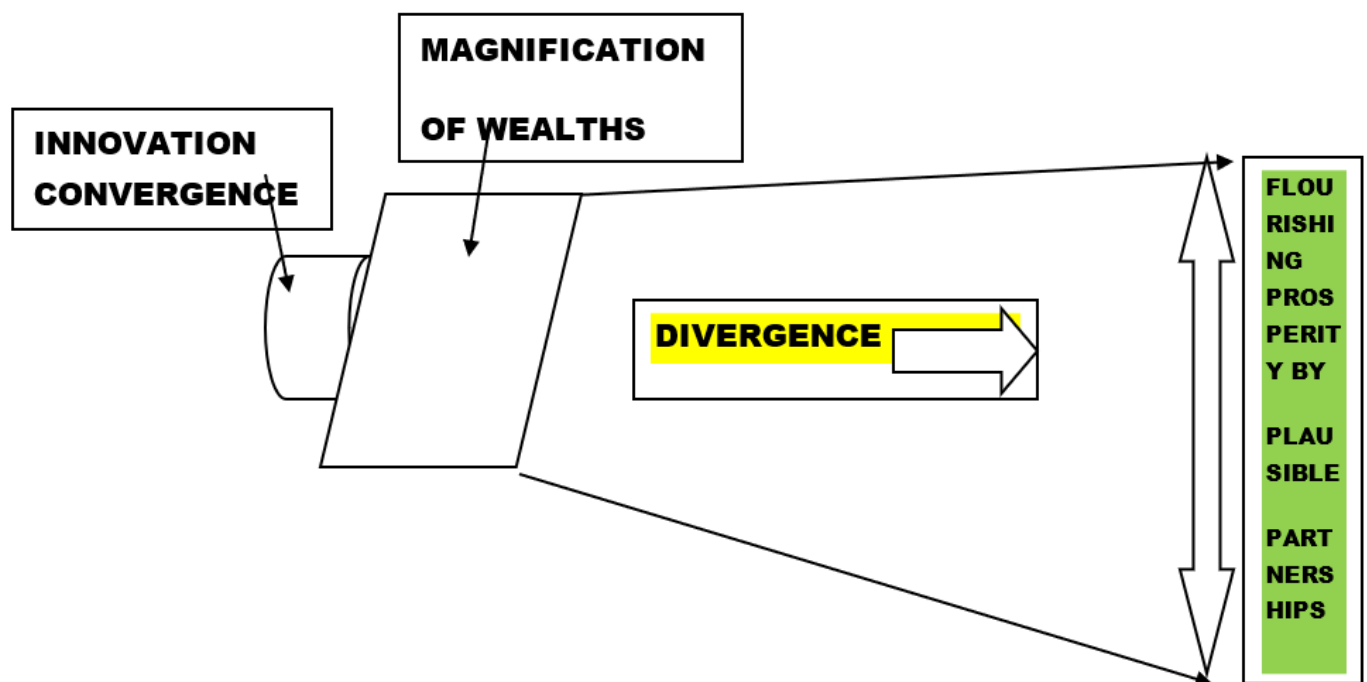 MAGNIFICATION
OF WEALTHS
INNOVATION
CONVERGENCE
DIVERGENCE
FLOU
RISHI
NG
PROS
PERIT
Y BY
PLAU
SIBLE
PART
NERS
HIPS